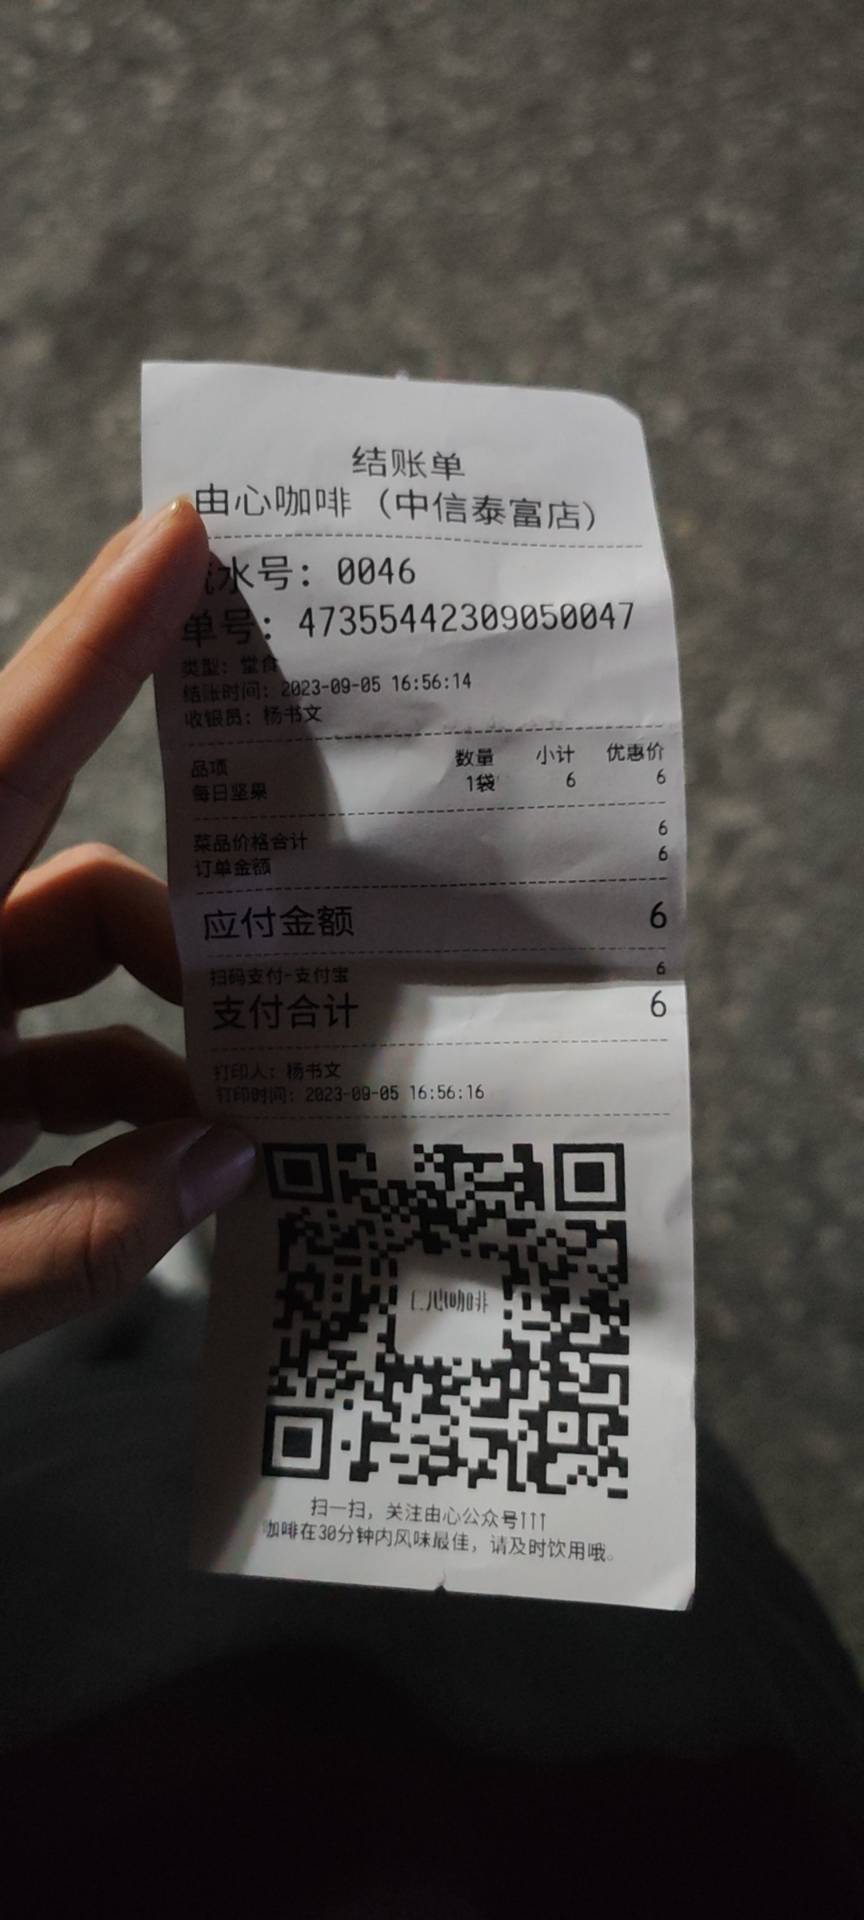 结账单
由心咖啡（中信泰富店）
流水号：0046
单号：47355442309050047
类型：堂食
结账时间：2023-09-05 16:56:14
收银员：杨书文
品项 数量 小计 优惠价
每日坚果 1袋 6 6
菜品价格合计 6
订单金额 6
应付金额 6
扫码支付-支付宝 6
支付合计 6
打印人：杨书文
打印时间：2023-09-05 16:56:16
心咖啡
扫一扫，关注由心公众号↑↑↑
咖啡在30分钟内风味最佳，请及时饮用哦。